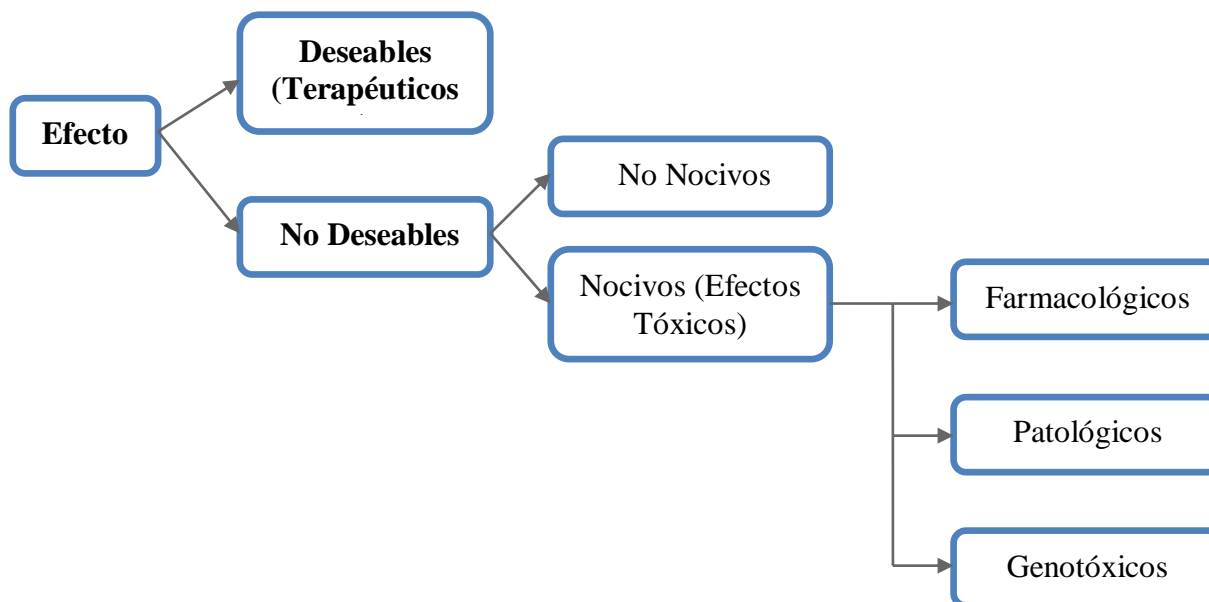 Deseables
(Terapéuticos
Efecto
No Nocivos
No Deseables
Nocivos (Efectos
Tóxicos)
Farmacológicos
Patológicos
Genotóxicos